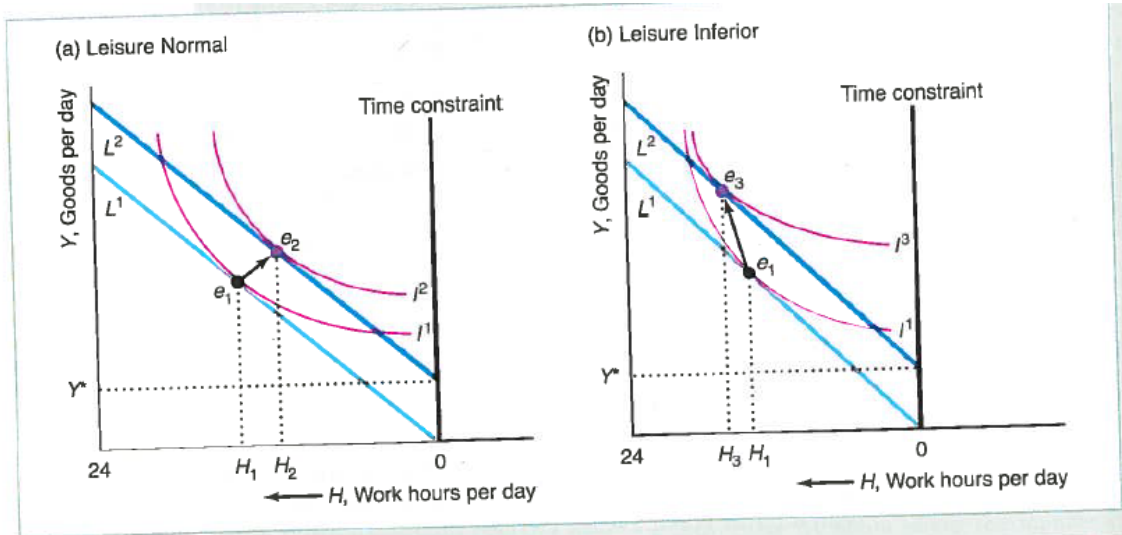 (a) Leisure Normal
Y, Goods per day
Time constraint
L²
L¹
e₂
e₁
I²
I¹
Y*
24
H₁ H₂
0
H, Work hours per day
(b) Leisure Inferior
Y, Goods per day
Time constraint
L²
L¹
e₃
e₁
I³
I¹
Y*
24
H₃ H₁
0
H, Work hours per day